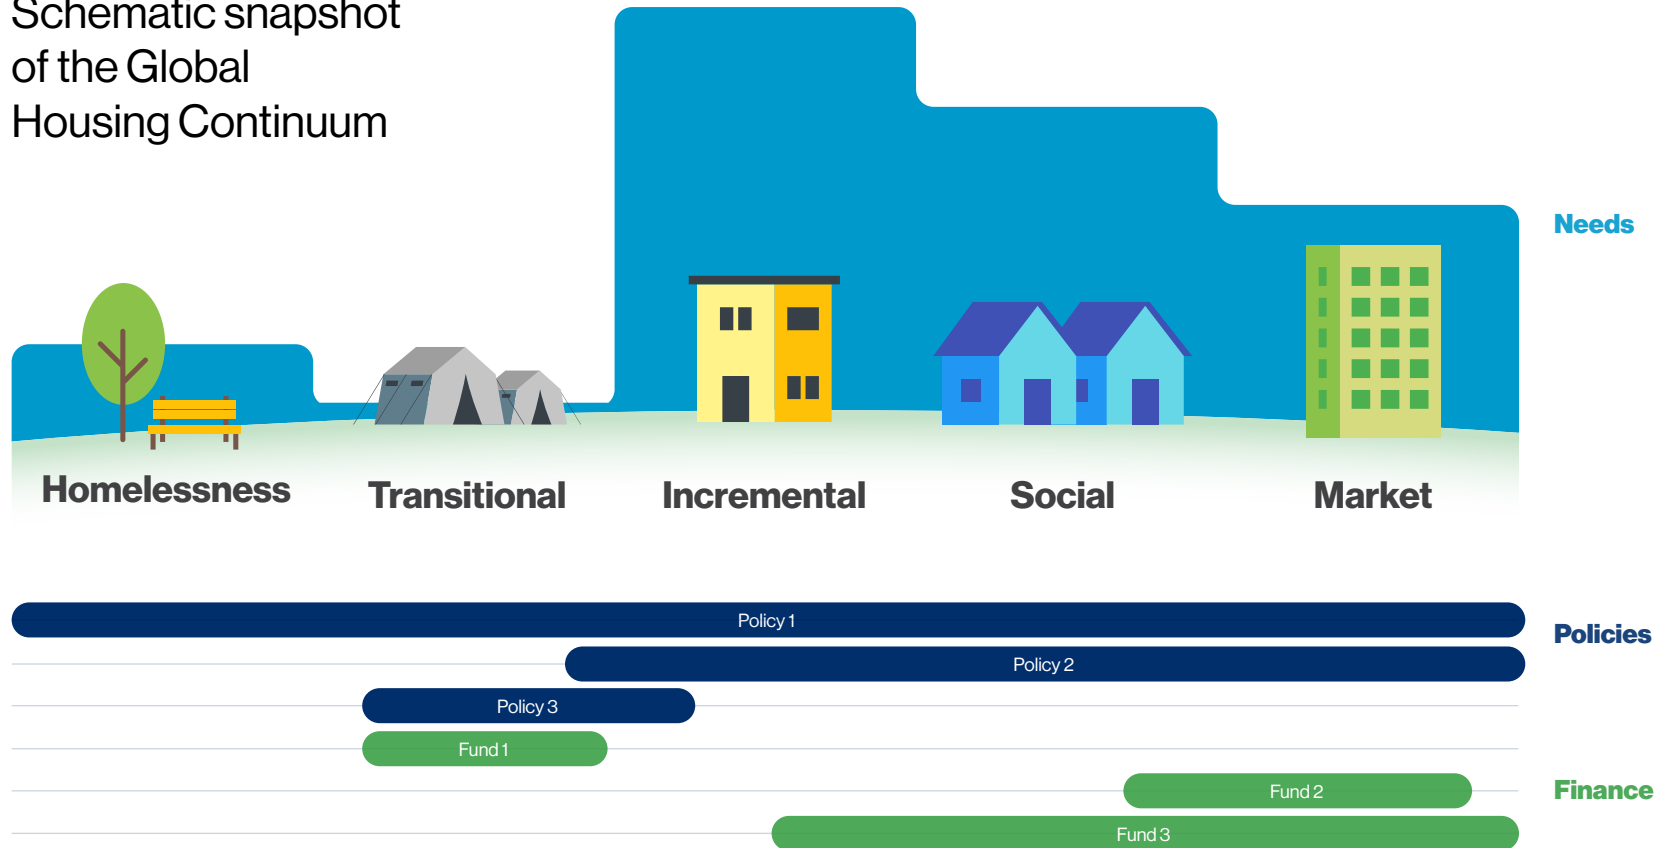 Schematic snapshot
of the Global
Housing Continuum
Needs
Homelessness
Transitional
Incremental
Social
Market
Policy 1
Policies
Policy 2
Policy 3
Fund 1
Fund 2
Finance
Fund 3